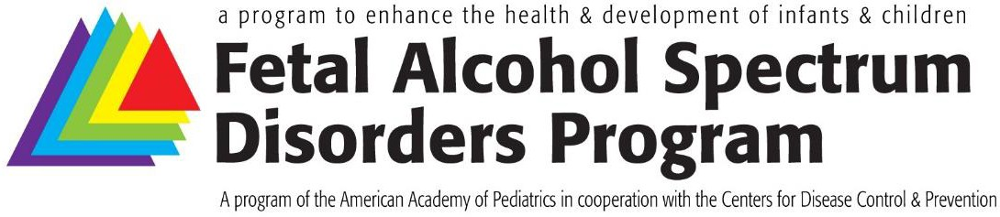 a program to enhance the health & development of infants & children
Fetal Alcohol Spectrum
Disorders Program
A program of the American Academy of Pediatrics in cooperation with the Centers for Disease Control & Prevention